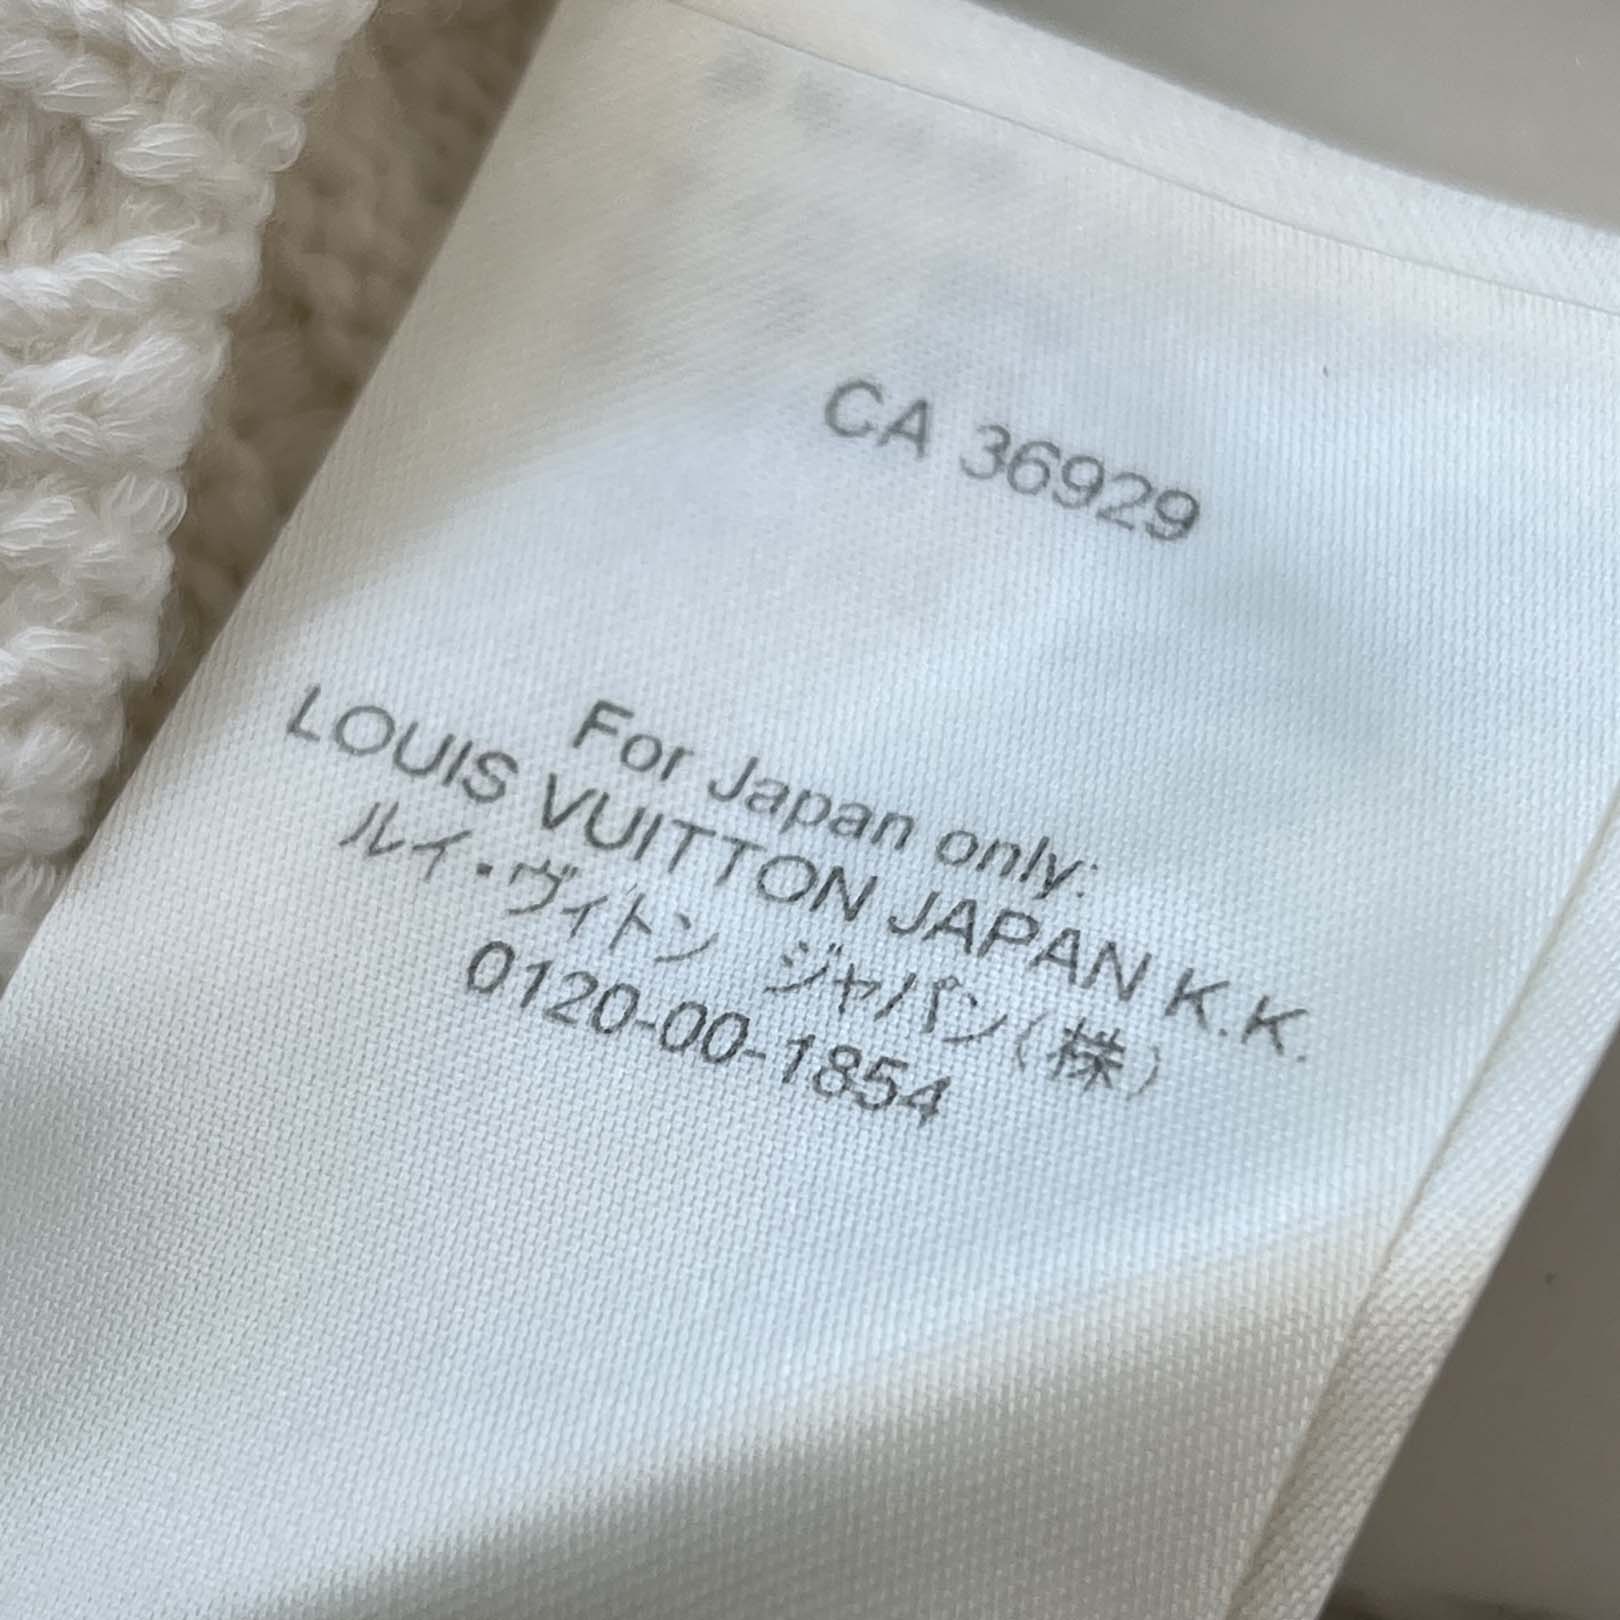 CA 36929
For Japan only:
LOUIS VUITTON JAPAN K.K.
ルイ・ヴィトン ジャパン(株)
0120-00-1854